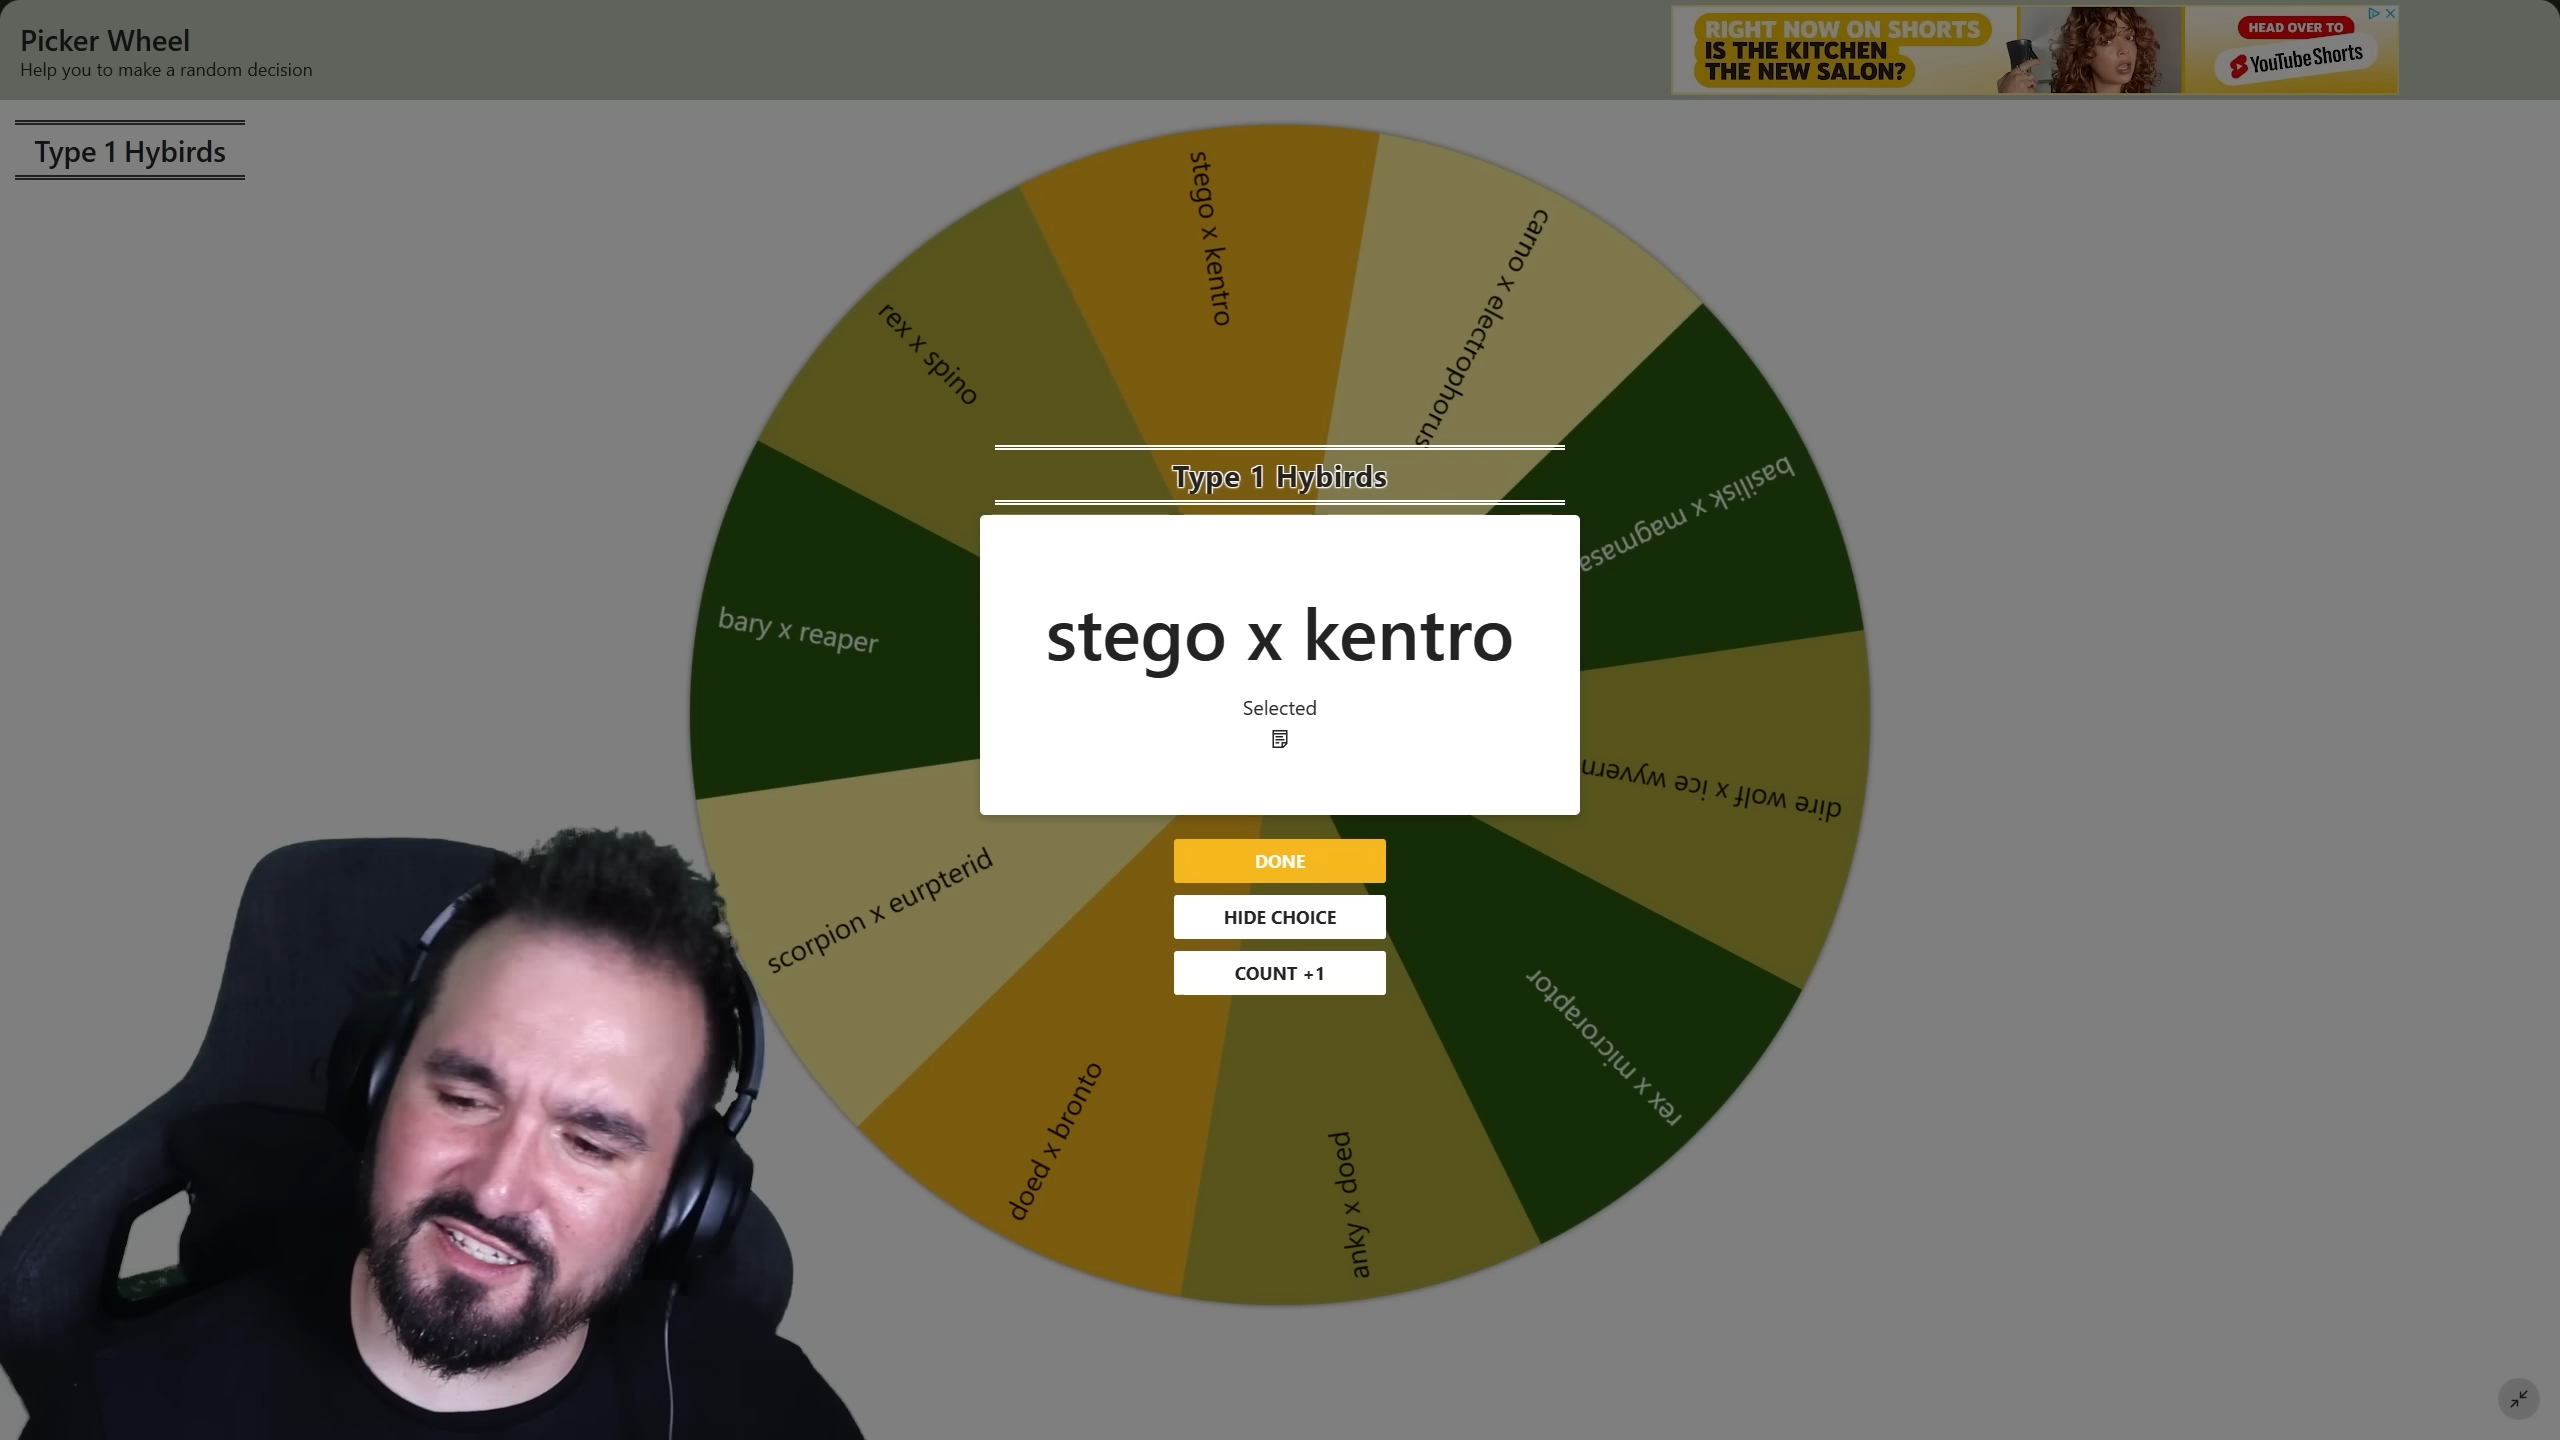 Picker Wheel
Help you to make a random decision
RIGHT NOW ON SHORTS
IS THE KITCHEN
THE NEW SALON?
HEAD OVER TO
YouTube Shorts
Type 1 Hybirds
stego x kentro
carno x electrophorus
rex x spino
basilisk x magmasa
bary x reaper
dire wolf x ice wyvern
scorpion x eurpterid
rex x microraptor
doed x bronto
anky x doed
Type 1 Hybirds
stego x kentro
Selected
DONE
HIDE CHOICE
COUNT +1